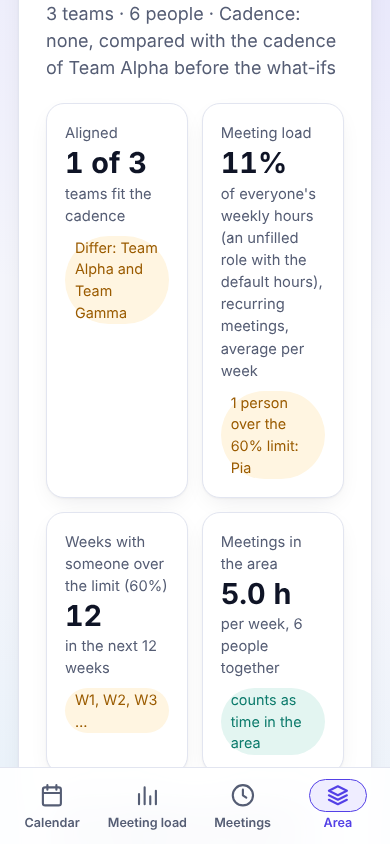 3 teams · 6 people · Cadence:
none, compared with the cadence
of Team Alpha before the what-ifs
Aligned
1 of 3
teams fit the
cadence
Differ: Team
Alpha and
Team
Gamma
Meeting load
11%
of everyone's
weekly hours
(an unfilled
role with the
default hours),
recurring
meetings,
average per
week
1 person
over the
60% limit:
Pia
Weeks with
someone over
the limit (60%)
12
in the next 12
weeks
W1, W2, W3
...
Meetings in
the area
5.0 h
per week, 6
people
together
counts as
time in the
area
Calendar
Meeting load
Meetings
Area